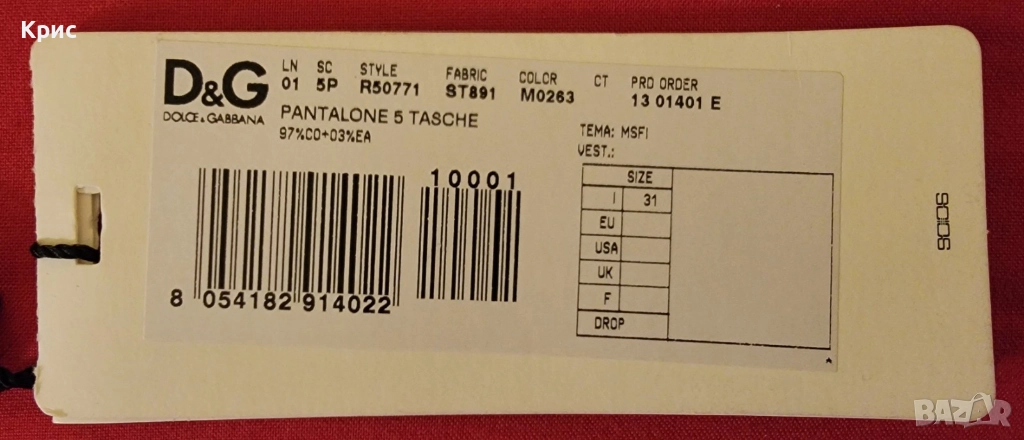 Крис
D&G
DOLCE & GABBANA
LN SC STYLE FABRIC COLOR CT PRO ORDER
01 5P R50771 ST891 M0263 13 01401 E
PANTALONE 5 TASCHE
97%CO+03%EA
TEMA: MSFI
VEST.:
SIZE
I 31
EU
USA
UK
F
DROP
10001
8 054182 914022
BAZAR